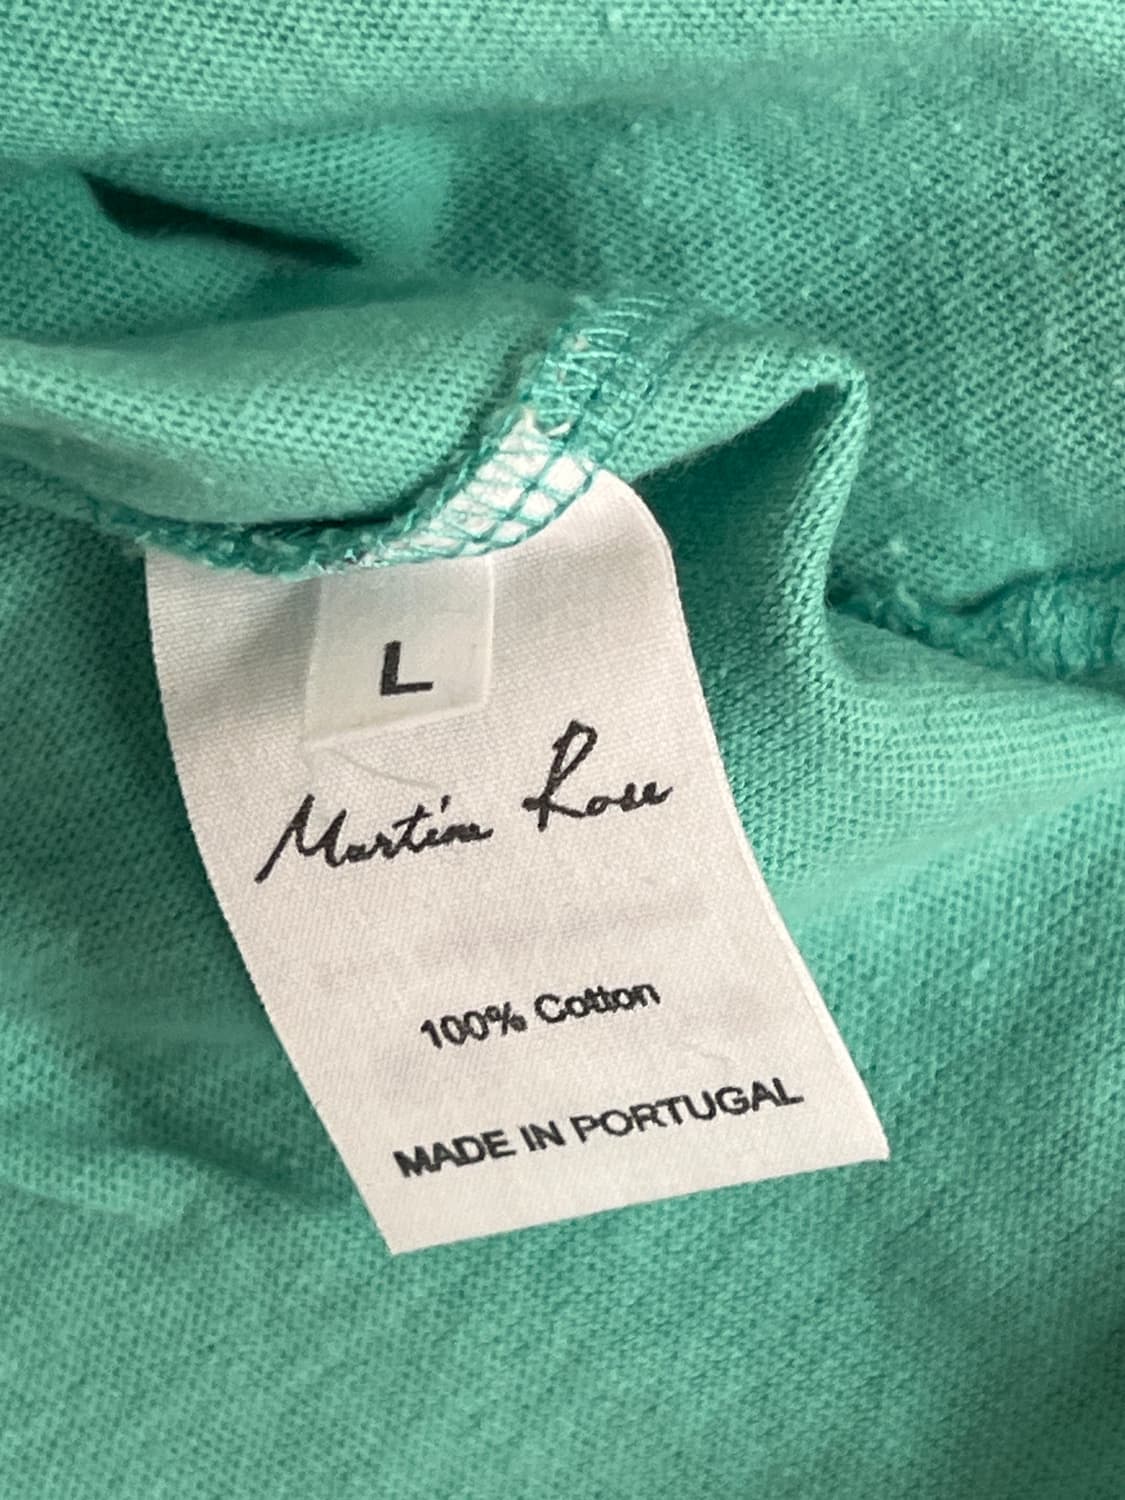 L
Martine Rose
100% Cotton
MADE IN PORTUGAL